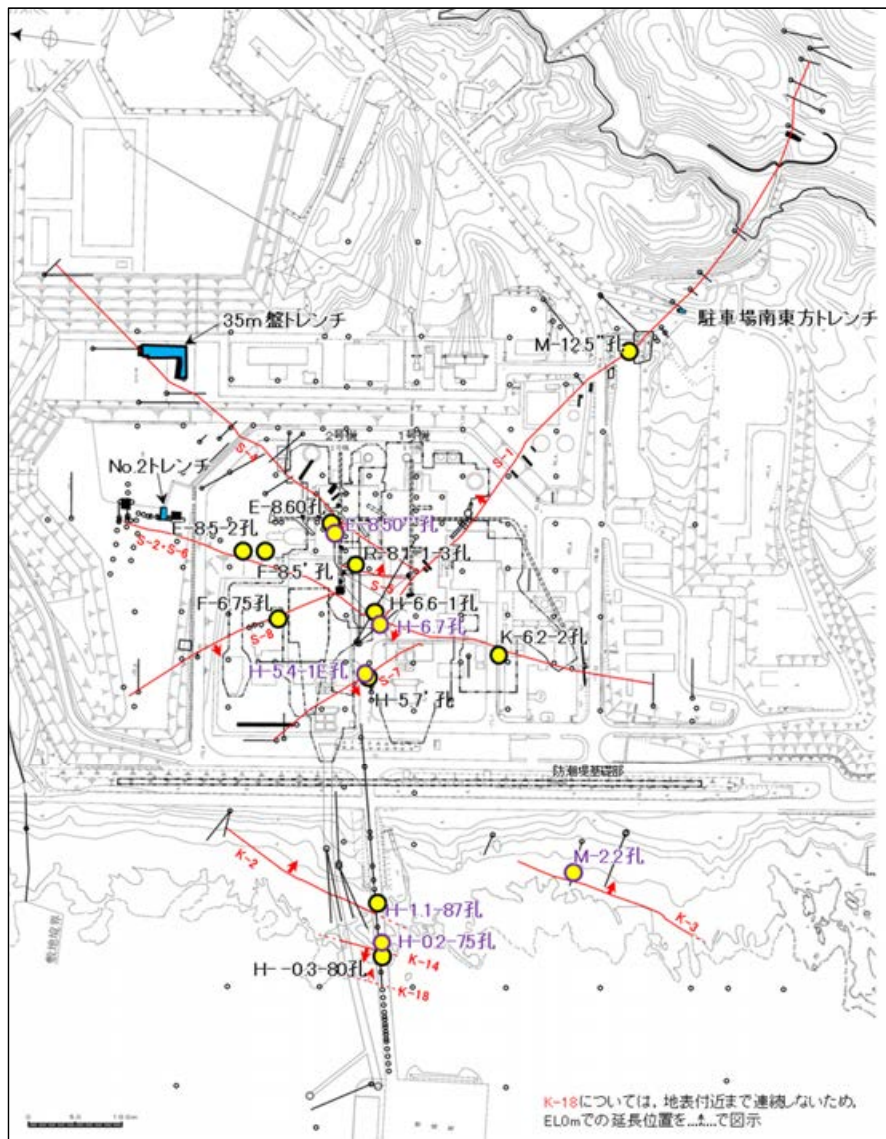 35m盤トレンチ
駐車場南東方トレンチ
M-12.5"孔
S-1
S-4
2号機
1号機
No.2トレンチ
E-8.60孔
E-8.50'''孔
F-8.5-2孔
S-2・S-6
R-8.1-1-3孔
F-8.5'孔
S-5
F-6.75孔
H-6.6-1孔
H-6.7孔
S-8
K-6.2-2孔
H-5.4-1E孔
S-7
H-5.7'孔
防潮堤基礎部
K-2
M-2.2孔
H-1.1-87孔
K-3
敷地境界
H-0.2-75孔
K-14
H--0.3-80孔
K-18
K-18については、地表付近まで連続しないため、
EL0mでの延長位置を...で図示
0 50 100m